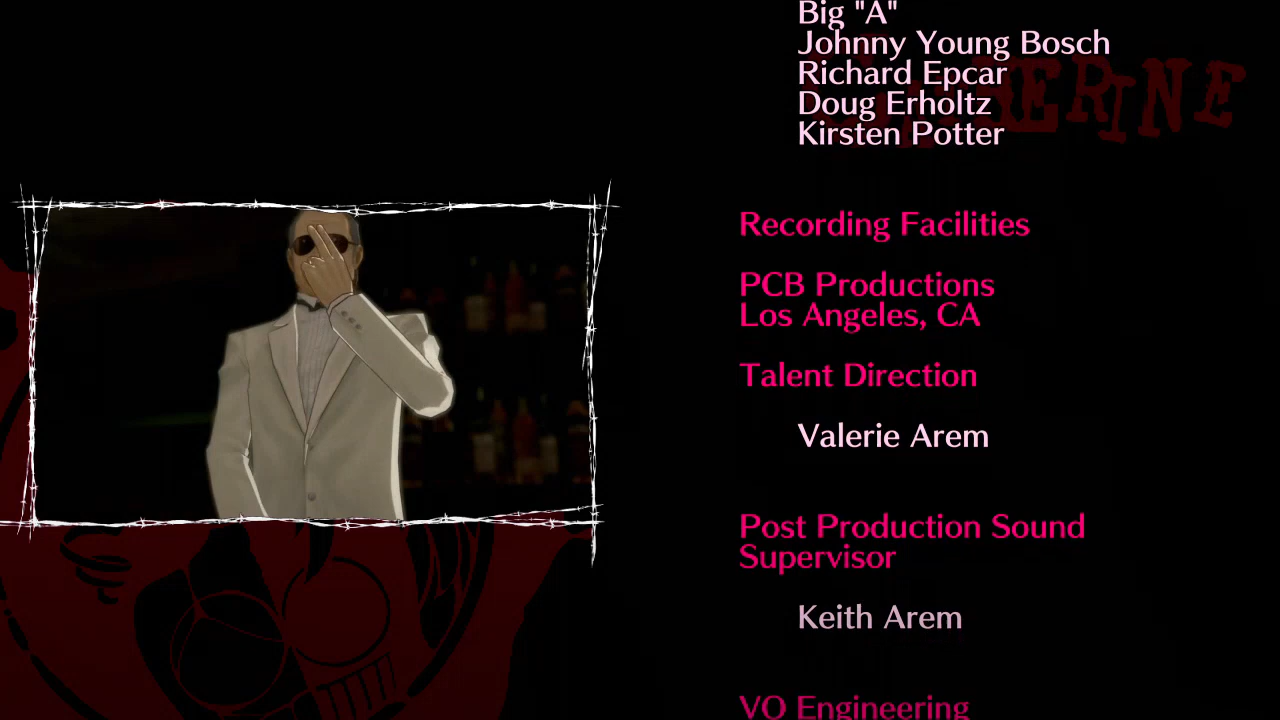 Big "A"
Johnny Young Bosch
Richard Epcar
Doug Erholtz
Kirsten Potter
Recording Facilities
PCB Productions
Los Angeles, CA
Talent Direction
Valerie Arem
Post Production Sound
Supervisor
Keith Arem
VO Engineering